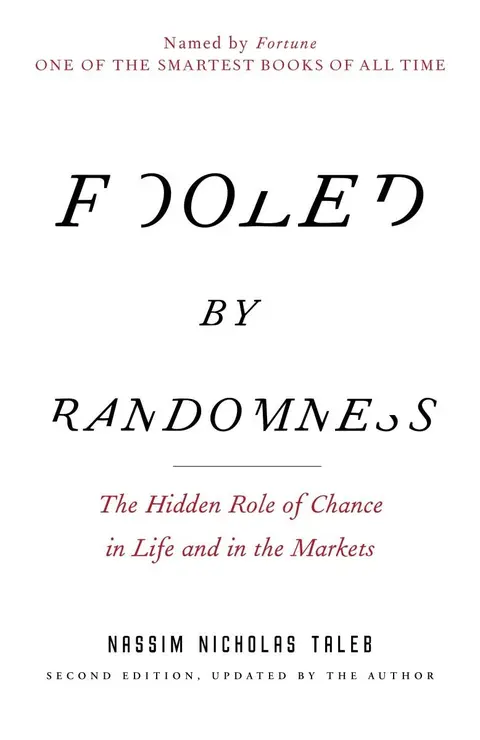 Named by Fortune
ONE OF THE SMARTEST BOOKS OF ALL TIME
FOOLED
BY
RANDOMNESS
The Hidden Role of Chance
in Life and in the Markets
NASSIM NICHOLAS TALEB
SECOND EDITION, UPDATED BY THE AUTHOR